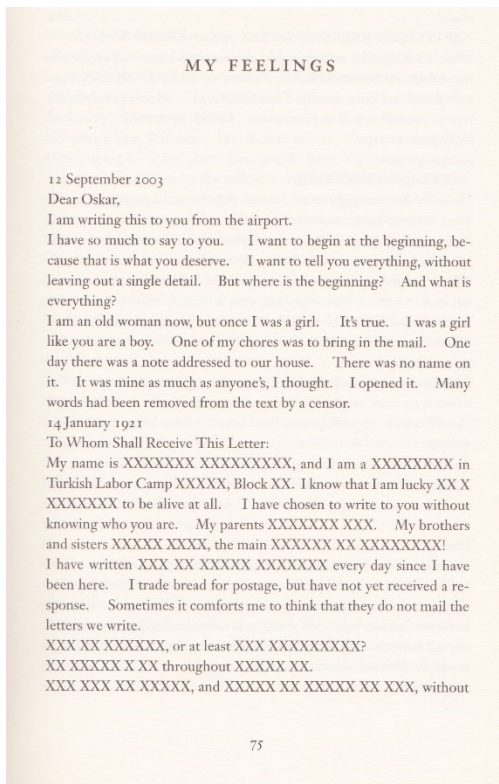 MY FEELINGS
12 September 2003
Dear Oskar,
I am writing this to you from the airport.
I have so much to say to you. I want to begin at the beginning, be-
cause that is what you deserve. I want to tell you everything, without
leaving out a single detail. But where is the beginning? And what is
everything?
I am an old woman now, but once I was a girl. It's true. I was a girl
like you are a boy. One of my chores was to bring in the mail. One
day there was a note addressed to our house. There was no name on
it. It was mine as much as anyone's, I thought. I opened it. Many
words had been removed from the text by a censor.
14 January 1921
To Whom Shall Receive This Letter:
My name is XXXXXXX XXXXXXXXX, and I am a XXXXXXXX in
Turkish Labor Camp XXXXX, Block XX. I know that I am lucky XX X
XXXXXXX to be alive at all. I have chosen to write to you without
knowing who you are. My parents XXXXXXX XXX. My brothers
and sisters XXXXX XXXX, the main XXXXXX XX XXXXXXXX!
I have written XXX XX XXXXX XXXXXXX every day since I have
been here. I trade bread for postage, but have not yet received a re-
sponse. Sometimes it comforts me to think that they do not mail the
letters we write.
XXX XX XXXXXX, or at least XXX XXXXXXXXX?
XX XXXXX X XX throughout XXXXX XX.
XXX XXX XX XXXXX, and XXXXX XX XXXXX XX XXX, without
75